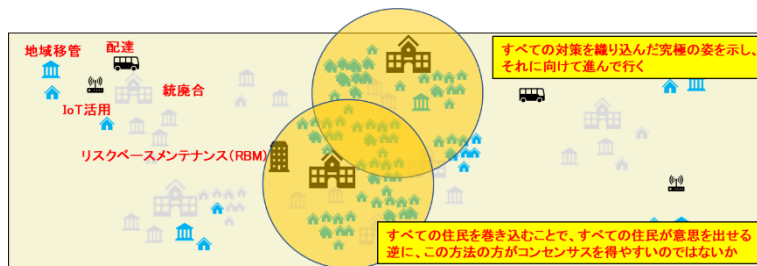 地域移管
配達
IoT活用
統廃合
リスクベースメンテナンス(RBM)
すべての対策を織り込んだ究極の姿を示し、
それに向けて進んで行く
すべての住民を巻き込むことで、すべての住民が意思を出せる
逆に、この方法の方がコンセンサスを得やすいのではないか